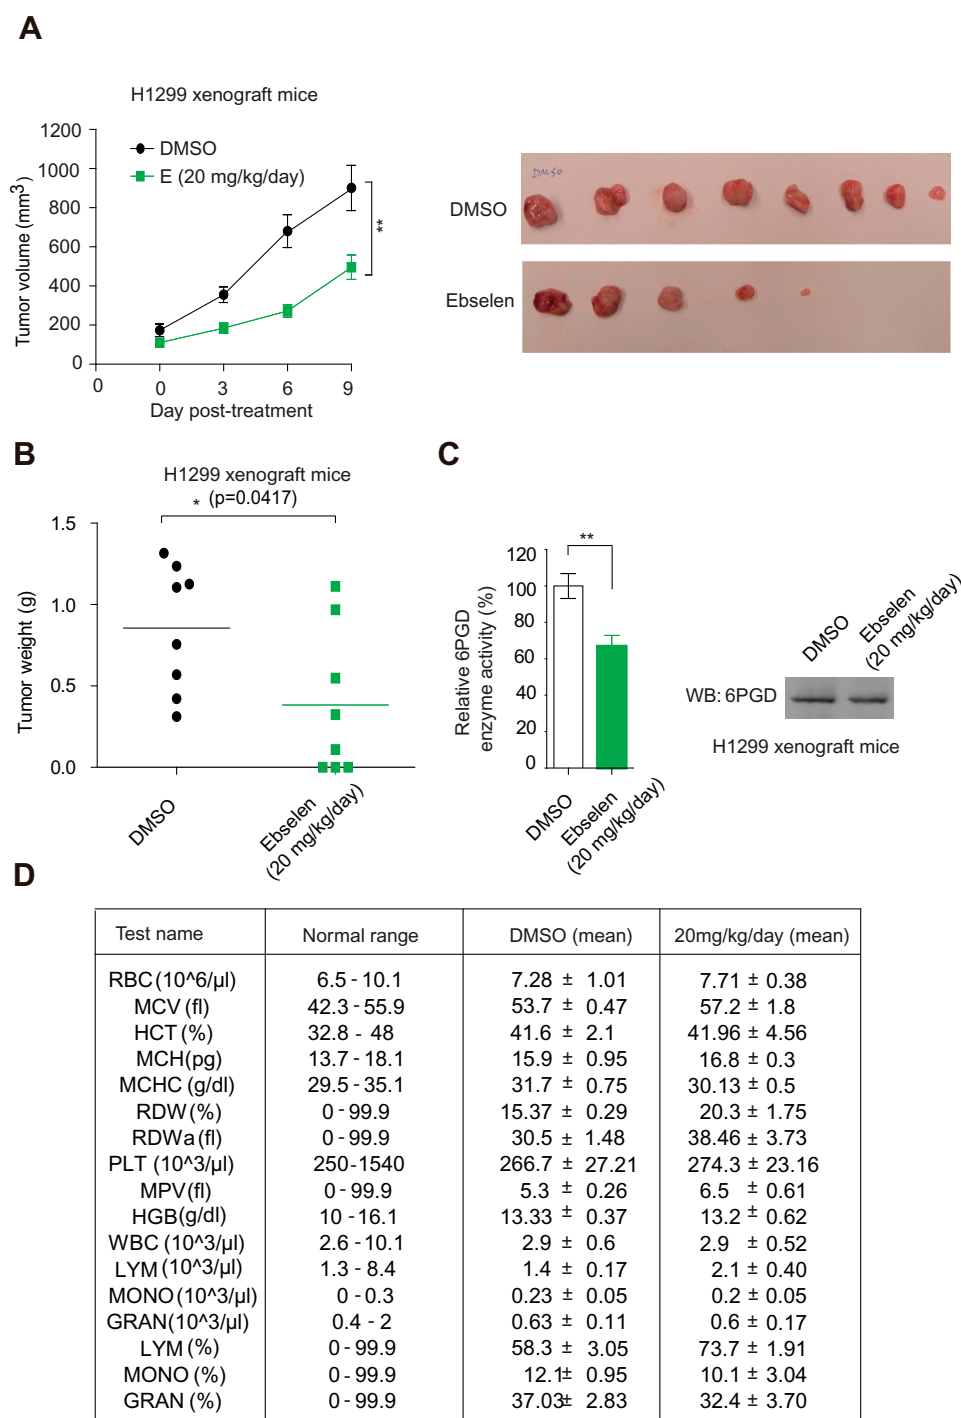 A
H1299 xenograft mice
1200
1000
800
600
400
200
0
DMSO
E (20 mg/kg/day)
**
Tumor volume (mm3)
0 0 3 6 9
Day post-treatment
DMSO
DMSO
Ebselen
B
H1299 xenograft mice
* (p=0.0417)
1.5
1.0
0.5
0.0
Tumor weight (g)
DMSO
Ebselen
(20 mg/kg/day)
C
**
120
100
80
60
40
20
0
Relative 6PGD
enzyme activity (%)
DMSO
Ebselen
(20 mg/kg/day)
DMSO
Ebselen
(20 mg/kg/day)
WB: 6PGD
H1299 xenograft mice
D
Test name Normal range DMSO (mean) 20mg/kg/day (mean)
RBC(10^6/µl) 6.5 - 10.1 7.28 ± 1.01 7.71 ± 0.38
MCV (fl) 42.3 - 55.9 53.7 ± 0.47 57.2 ± 1.8
HCT (%) 32.8 - 48 41.6 ± 2.1 41.96 ± 4.56
MCH(pg) 13.7 - 18.1 15.9 ± 0.95 16.8 ± 0.3
MCHC (g/dl) 29.5 - 35.1 31.7 ± 0.75 30.13 ± 0.5
RDW (%) 0 - 99.9 15.37 ± 0.29 20.3 ± 1.75
RDWa (fl) 0 - 99.9 30.5 ± 1.48 38.46 ± 3.73
PLT (10^3/µl) 250-1540 266.7 ± 27.21 274.3 ± 23.16
MPV(fl) 0 - 99.9 5.3 ± 0.26 6.5 ± 0.61
HGB(g/dl) 10 - 16.1 13.33 ± 0.37 13.2 ± 0.62
WBC (10^3/µl) 2.6 - 10.1 2.9 ± 0.6 2.9 ± 0.52
LYM (10^3/µl) 1.3 - 8.4 1.4 ± 0.17 2.1 ± 0.40
MONO (10^3/µl) 0 - 0.3 0.23 ± 0.05 0.2 ± 0.05
GRAN(10^3/µl) 0.4 - 2 0.63 ± 0.11 0.6 ± 0.17
LYM (%) 0 - 99.9 58.3 ± 3.05 73.7 ± 1.91
MONO (%) 0 - 99.9 12.1± 0.95 10.1 ± 3.04
GRAN (%) 0 - 99.9 37.03± 2.83 32.4 ± 3.70